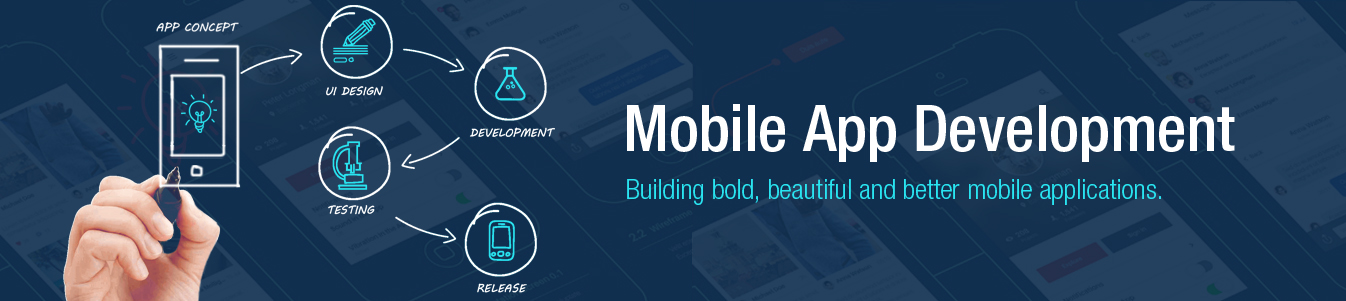 APP CONCEPT
UI DESIGN
DEVELOPMENT
TESTING
RELEASE
Mobile App Development
Building bold, beautiful and better mobile applications.